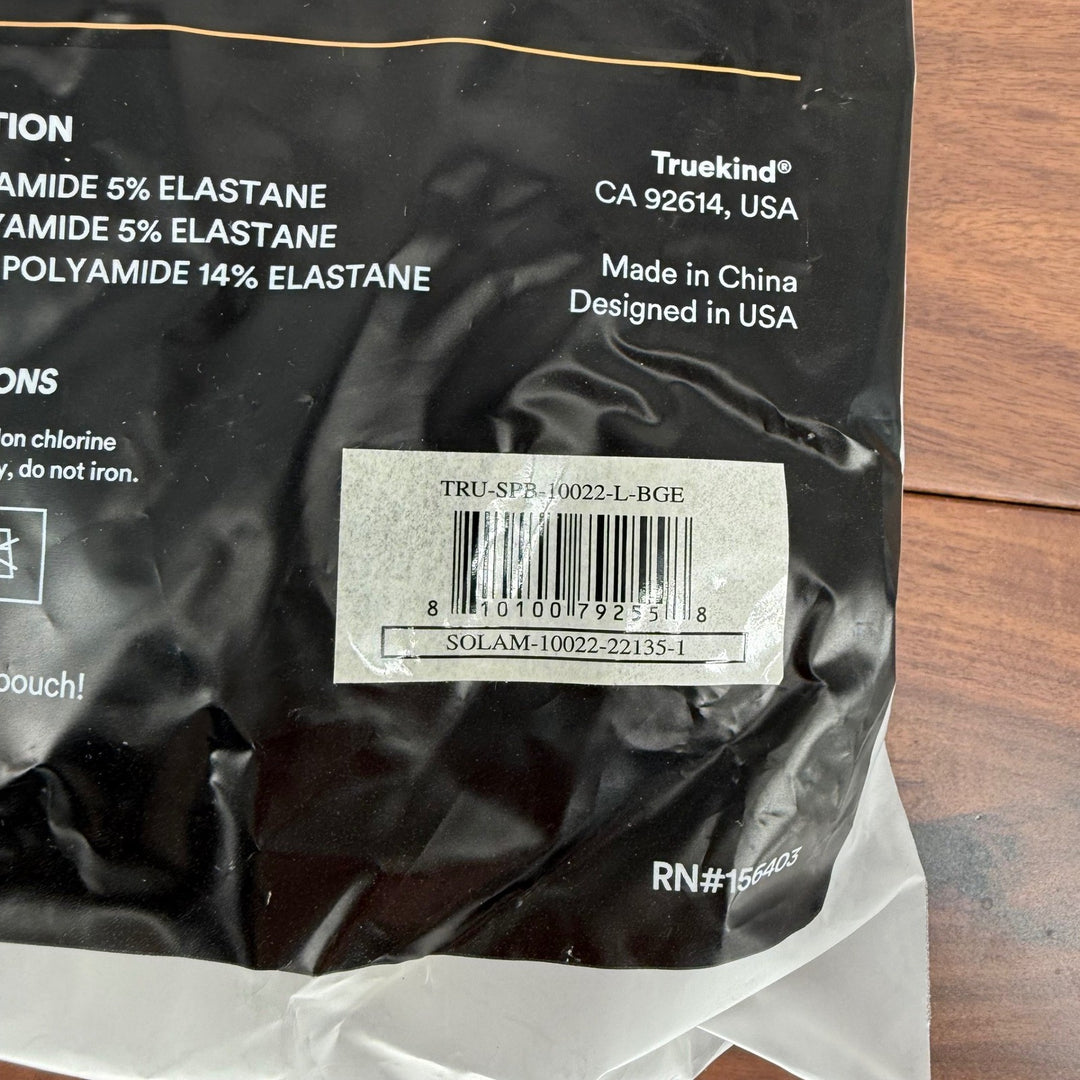 TION
AMIDE 5% ELASTANE
YAMIDE 5% ELASTANE
POLYAMIDE 14% ELASTANE
Truekind®
CA 92614, USA
Made in China
Designed in USA
ONS
on chlorine
y, do not iron.
pouch!
TRU-SPB-10022-L-BGE
8 10100 79255 8
SOLAM-10022-22135-1
RN#156403